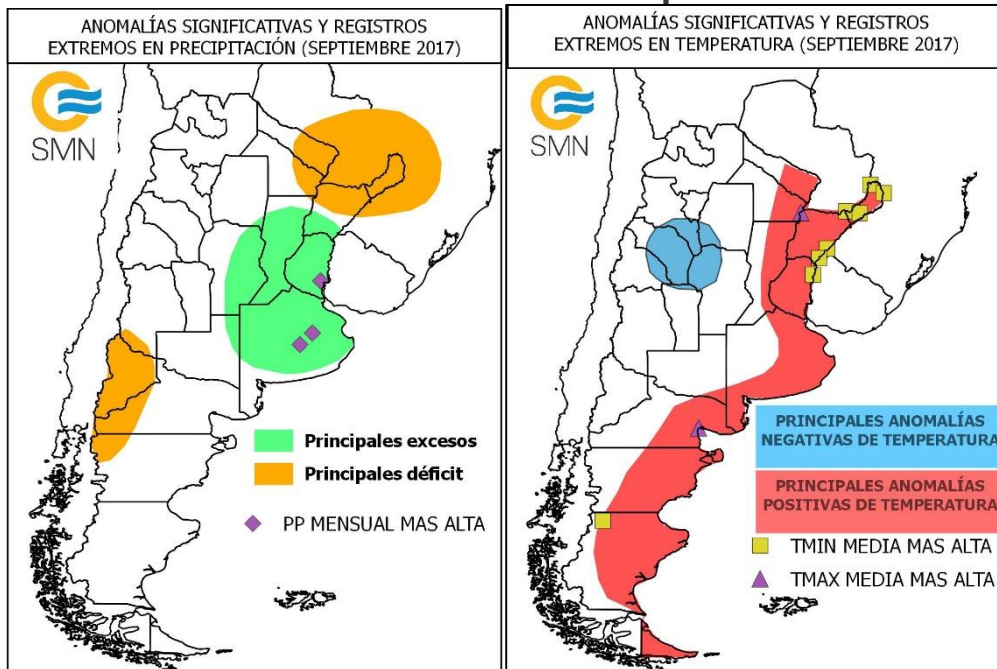 ANOMALÍAS SIGNIFICATIVAS Y REGISTROS
EXTREMOS EN PRECIPITACIÓN (SEPTIEMBRE 2017)
SMN
Principales excesos
Principales déficit
PP MENSUAL MAS ALTA
ANOMALÍAS SIGNIFICATIVAS Y REGISTROS
EXTREMOS EN TEMPERATURA (SEPTIEMBRE 2017)
SMN
PRINCIPALES ANOMALÍAS
NEGATIVAS DE TEMPERATURA
PRINCIPALES ANOMALÍAS
POSITIVAS DE TEMPERATURA
TMIN MEDIA MAS ALTA
TMAX MEDIA MAS ALTA